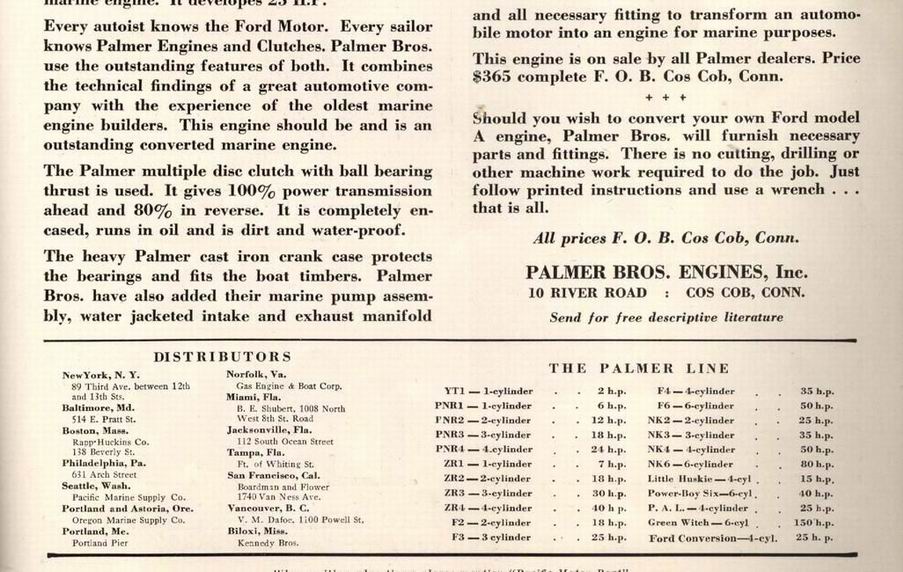 marine engine. It developes 25 H.P.
Every autoist knows the Ford Motor. Every sailor
knows Palmer Engines and Clutches. Palmer Bros.
use the outstanding features of both. It combines
the technical findings of a great automotive com-
pany with the experience of the oldest marine
engine builders. This engine should be and is an
outstanding converted marine engine.
The Palmer multiple disc clutch with ball bearing
thrust is used. It gives 100% power transmission
ahead and 80% in reverse. It is completely en-
cased, runs in oil and is dirt and water-proof.
The heavy Palmer cast iron crank case protects
the bearings and fits the boat timbers. Palmer
Bros. have also added their marine pump assem-
bly, water jacketed intake and exhaust manifold
and all necessary fitting to transform an automo-
bile motor into an engine for marine purposes.
This engine is on sale by all Palmer dealers. Price
$365 complete F. O. B. Cos Cob, Conn.
+ + +
Should you wish to convert your own Ford model
A engine, Palmer Bros. will furnish necessary
parts and fittings. There is no cutting, drilling or
other machine work required to do the job. Just
follow printed instructions and use a wrench . . .
that is all.
All prices F. O. B. Cos Cob, Conn.
PALMER BROS. ENGINES, Inc.
10 RIVER ROAD : COS COB, CONN.
Send for free descriptive literature
DISTRIBUTORS
NewYork, N. Y.
89 Third Ave. between 12th
and 13th Sts.
Baltimore, Md.
514 E. Pratt St.
Boston, Mass.
Rapp-Huckins Co.
138 Beverly St.
Philadelphia, Pa.
631 Arch Street
Seattle, Wash.
Pacific Marine Supply Co.
Portland and Astoria, Ore.
Oregon Marine Supply Co.
Portland, Me.
Portland Pier
Norfolk, Va.
Gas Engine & Boat Corp.
Miami, Fla.
B. E. Shubert, 1008 North
West 8th St. Road
Jacksonville, Fla.
112 South Ocean Street
Tampa, Fla.
Ft. of Whiting St.
San Francisco, Cal.
Boardman and Flower
1740 Van Ness Ave.
Vancouver, B. C.
V. M. Dafoe, 1100 Powell St.
Biloxi, Miss.
Kennedy Bros.
THE PALMER LINE
YT1 — 1-cylinder . . 2 h.p.
PNR1 — 1-cylinder . . 6 h.p.
PNR2 — 2-cylinder . . 12 h.p.
PNR3 — 3-cylinder . . 18 h.p.
PNR4 — 4-cylinder . . 24 h.p.
ZR1 — 1-cylinder . . 7 h.p.
ZR2 — 2-cylinder . . 18 h.p.
ZR3 — 3-cylinder . . 30 h.p.
ZR4 — 4-cylinder . . 40 h p.
F2 — 2-cylinder . . 18 h.p.
F3 — 3 cylinder . . 25 h.p.
F4 — 4-cylinder . . 35 h.p.
F6 — 6-cylinder . . 50 h.p.
NK2 — 2-cylinder . . 25 h.p.
NK3 — 3-cylinder . . 35 h.p.
NK4 — 4-cylinder . . 50 h.p.
NK6 — 6-cylinder . . 80 h.p.
Little Huskie — 4-cyl . 15 h.p.
Power-Boy Six—6-cyl . 40 h.p.
P. A. L. — 4-cylinder . . 25 h.p.
Green Witch — 6-cyl . 150 h.p.
Ford Conversion—4-cyl. 25 h. p.